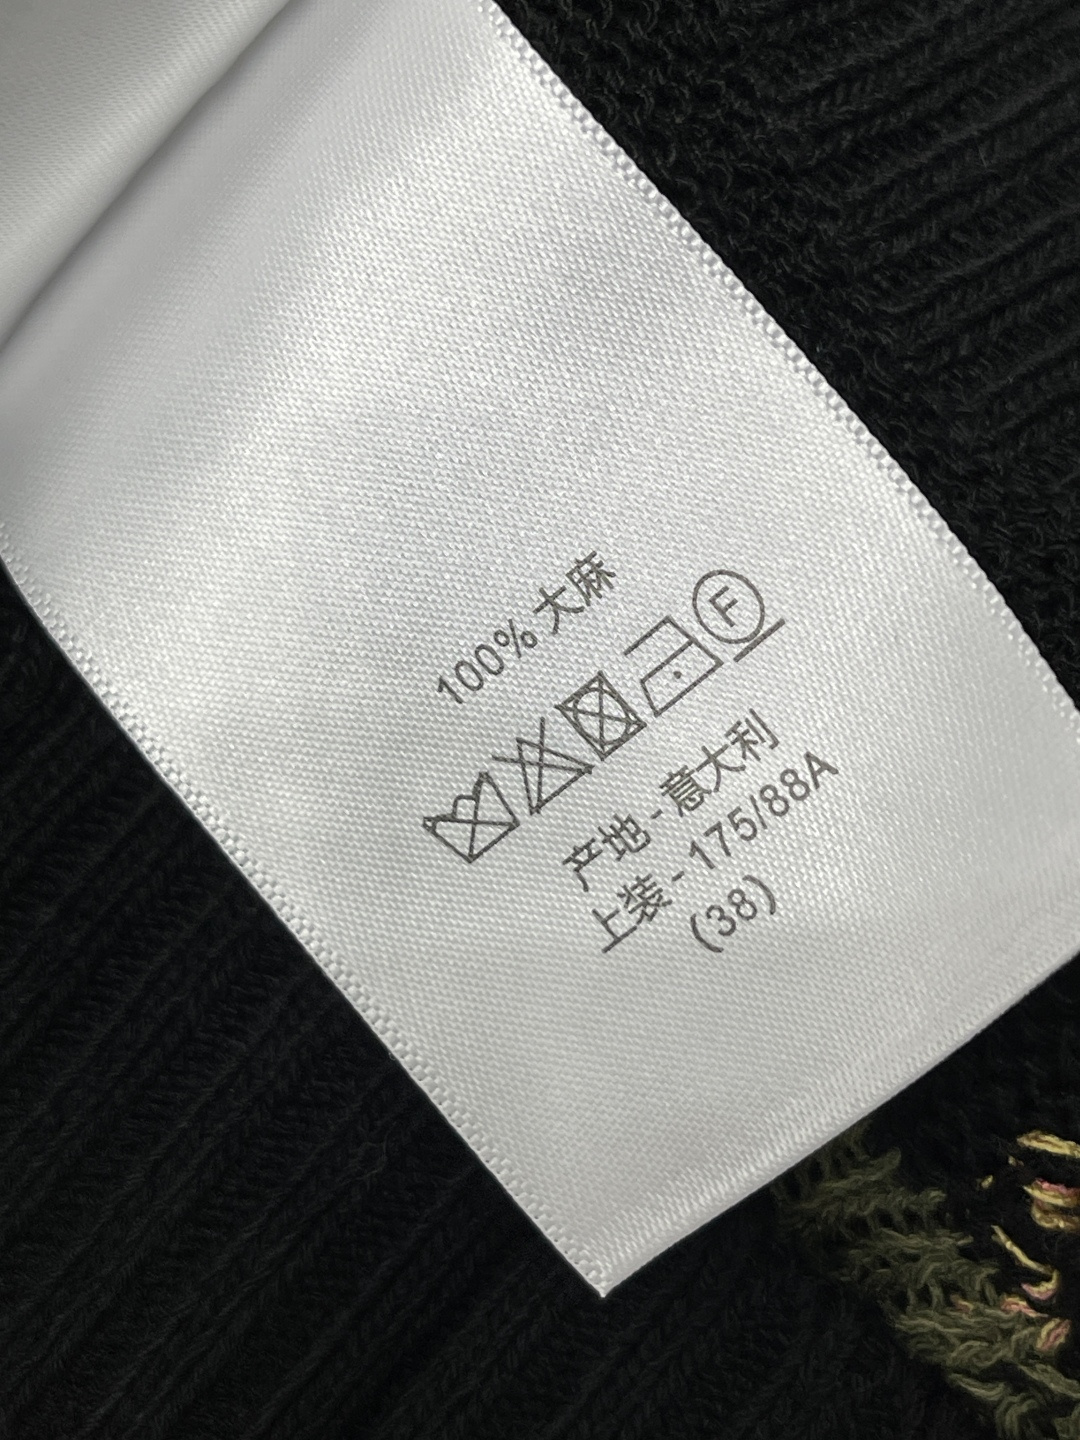 100% 大麻
F
产地 - 意大利
上装 - 175/88A
(38)